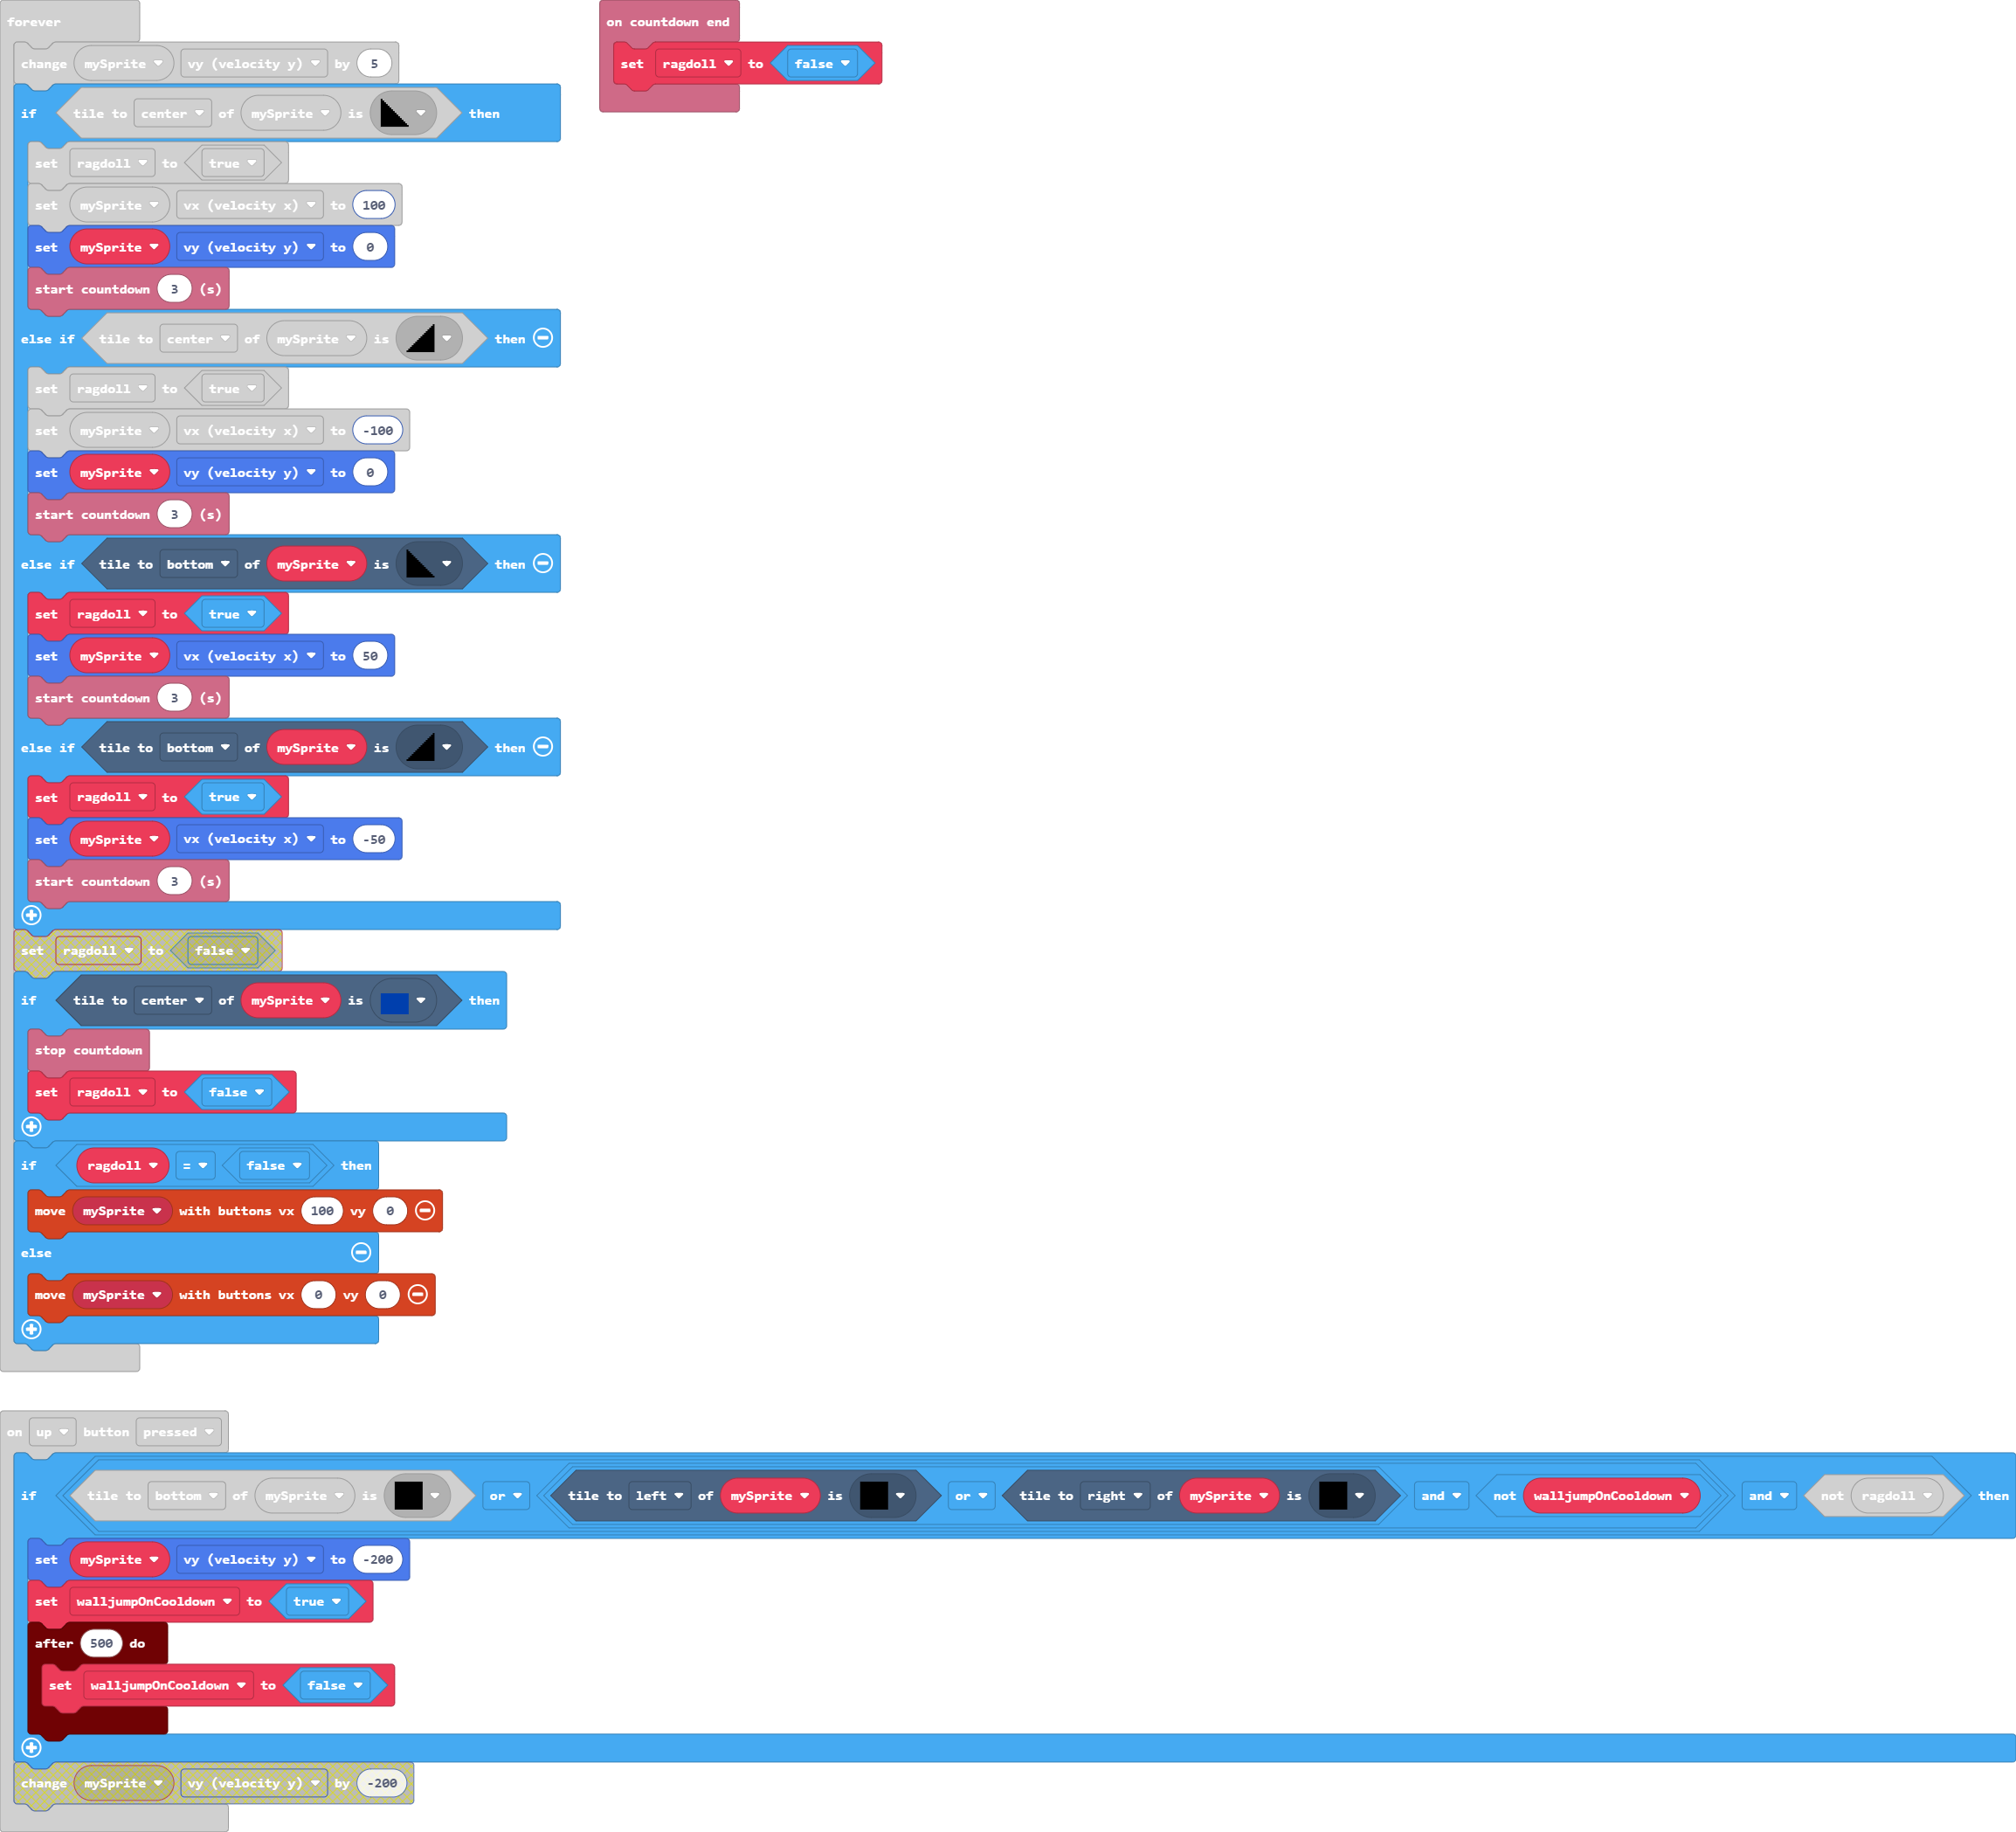 forever
change mySprite vy (velocity y) by 5
if tile to center of mySprite is then
set ragdoll to true
set mySprite vx (velocity x) to 100
set mySprite vy (velocity y) to 0
start countdown 3 (s)
else if tile to center of mySprite is then
set ragdoll to true
set mySprite vx (velocity x) to -100
set mySprite vy (velocity y) to 0
start countdown 3 (s)
else if tile to bottom of mySprite is then
set ragdoll to true
set mySprite vx (velocity x) to 50
start countdown 3 (s)
else if tile to bottom of mySprite is then
set ragdoll to true
set mySprite vx (velocity x) to -50
start countdown 3 (s)
set ragdoll to false
if tile to center of mySprite is then
stop countdown
set ragdoll to false
if ragdoll = false then
move mySprite with buttons vx 100 vy 0
else
move mySprite with buttons vx 0 vy 0
on countdown end
set ragdoll to false
on up button pressed
if tile to bottom of mySprite is or tile to left of mySprite is or tile to right of mySprite is and not walljumpOnCooldown and not ragdoll then
set mySprite vy (velocity y) to -200
set walljumpOnCooldown to true
after 500 do
set walljumpOnCooldown to false
change mySprite vy (velocity y) by -200